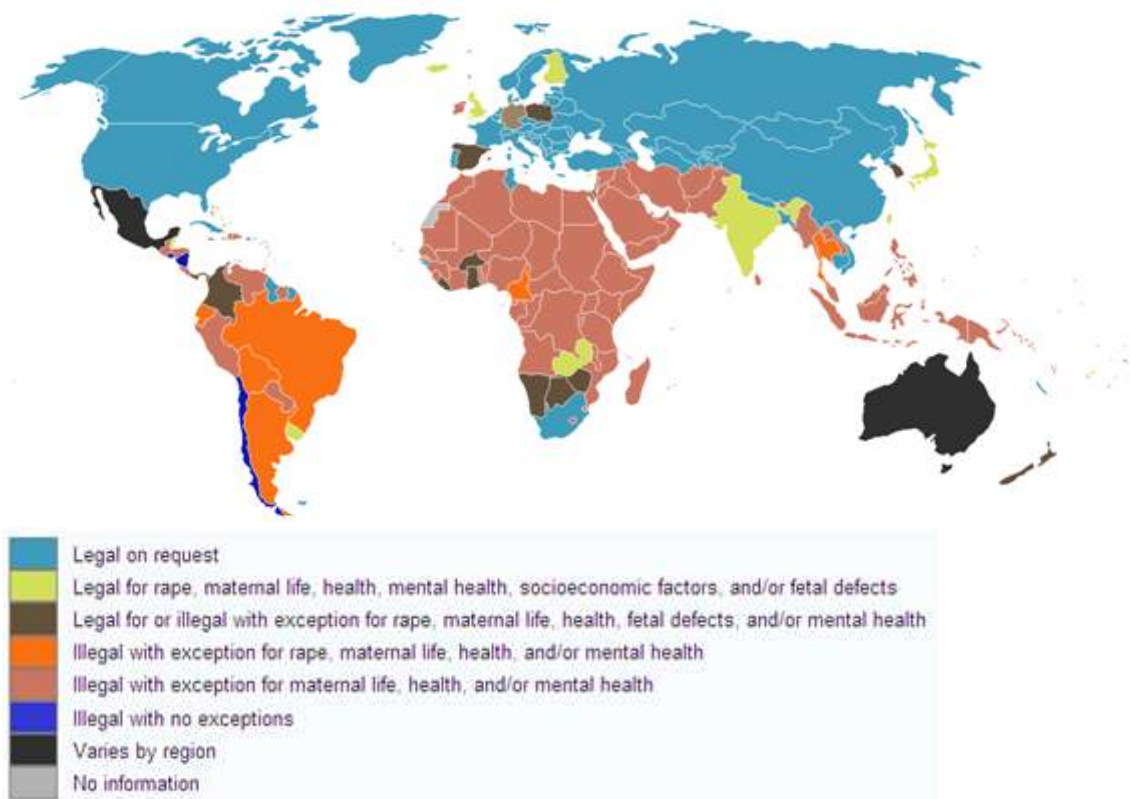 Legal on request
Legal for rape, maternal life, health, mental health, socioeconomic factors, and/or fetal defects
Legal for or illegal with exception for rape, maternal life, health, fetal defects, and/or mental health
Illegal with exception for rape, maternal life, health, and/or mental health
Illegal with exception for maternal life, health, and/or mental health
Illegal with no exceptions
Varies by region
No information